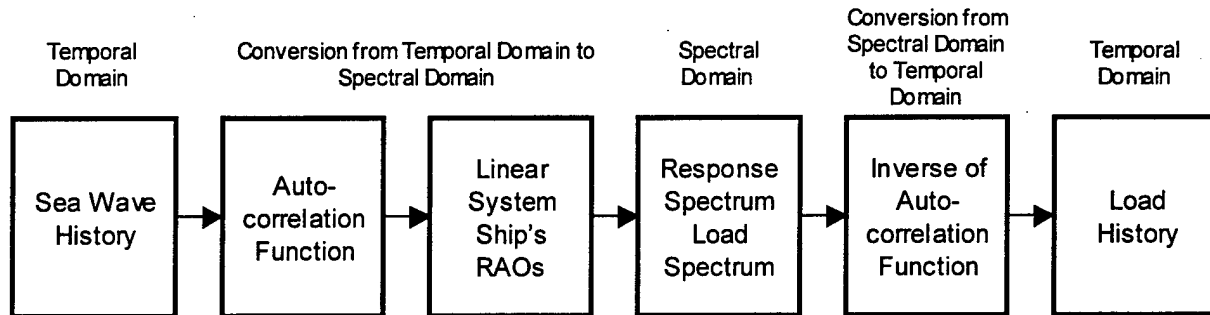 Temporal
Domain
Conversion from Temporal Domain to
Spectral Domain
Spectral
Domain
Conversion from
Spectral Domain
to Temporal
Domain
Temporal
Domain
Sea Wave
History
Auto-
correlation
Function
Linear
System
Ship's
RAOs
Response
Spectrum
Load
Spectrum
Inverse of
Auto-
correlation
Function
Load
History